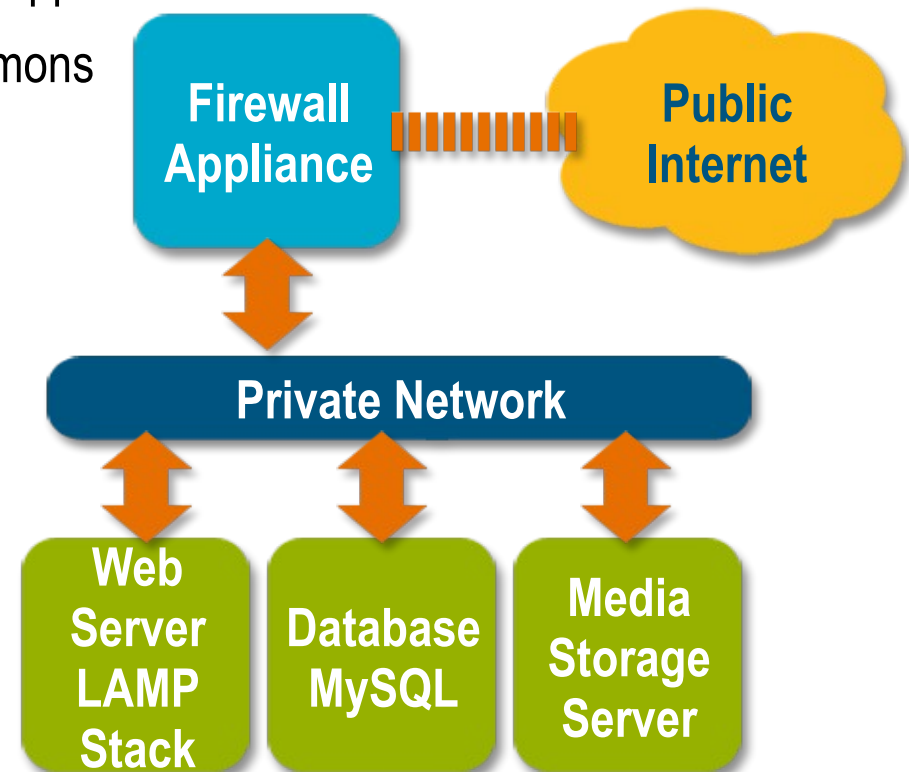 mons
Firewall
Appliance
Public
Internet
Private Network
Web
Server
LAMP
Stack
Database
MySQL
Media
Storage
Server